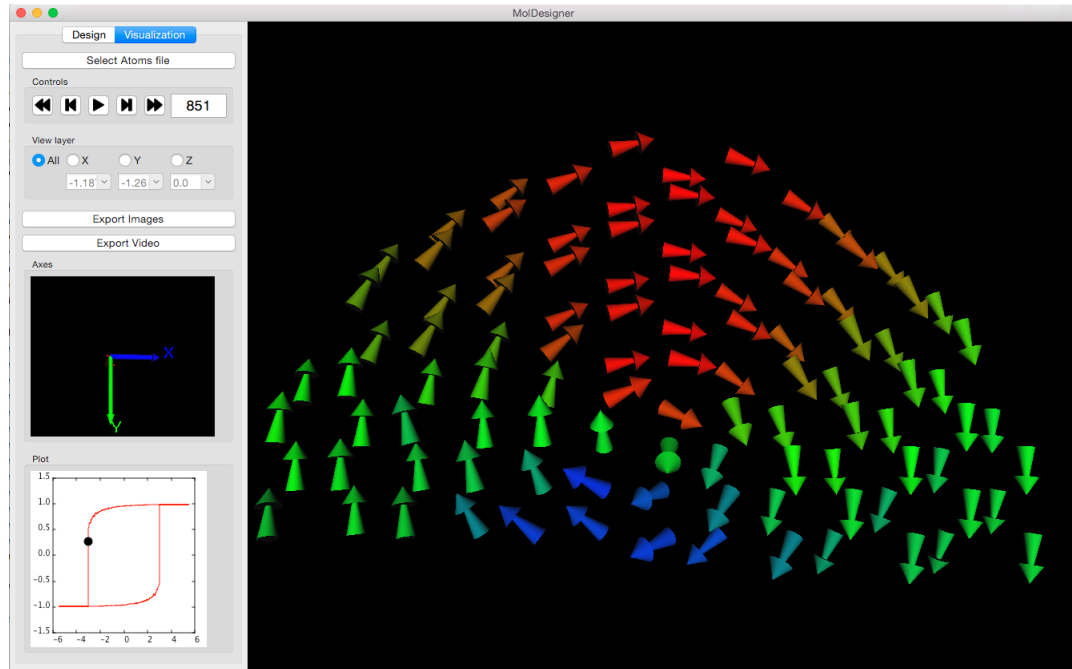 MolDesigner
Design Visualization
Select Atoms file
Controls
851
View layer
All X Y Z
-1.18 -1.26 0.0
Export Images
Export Video
Axes
X
Y
Plot
1.5
1.0
0.5
0.0
-0.5
-1.0
-1.5
-6 -4 -2 0 2 4 6